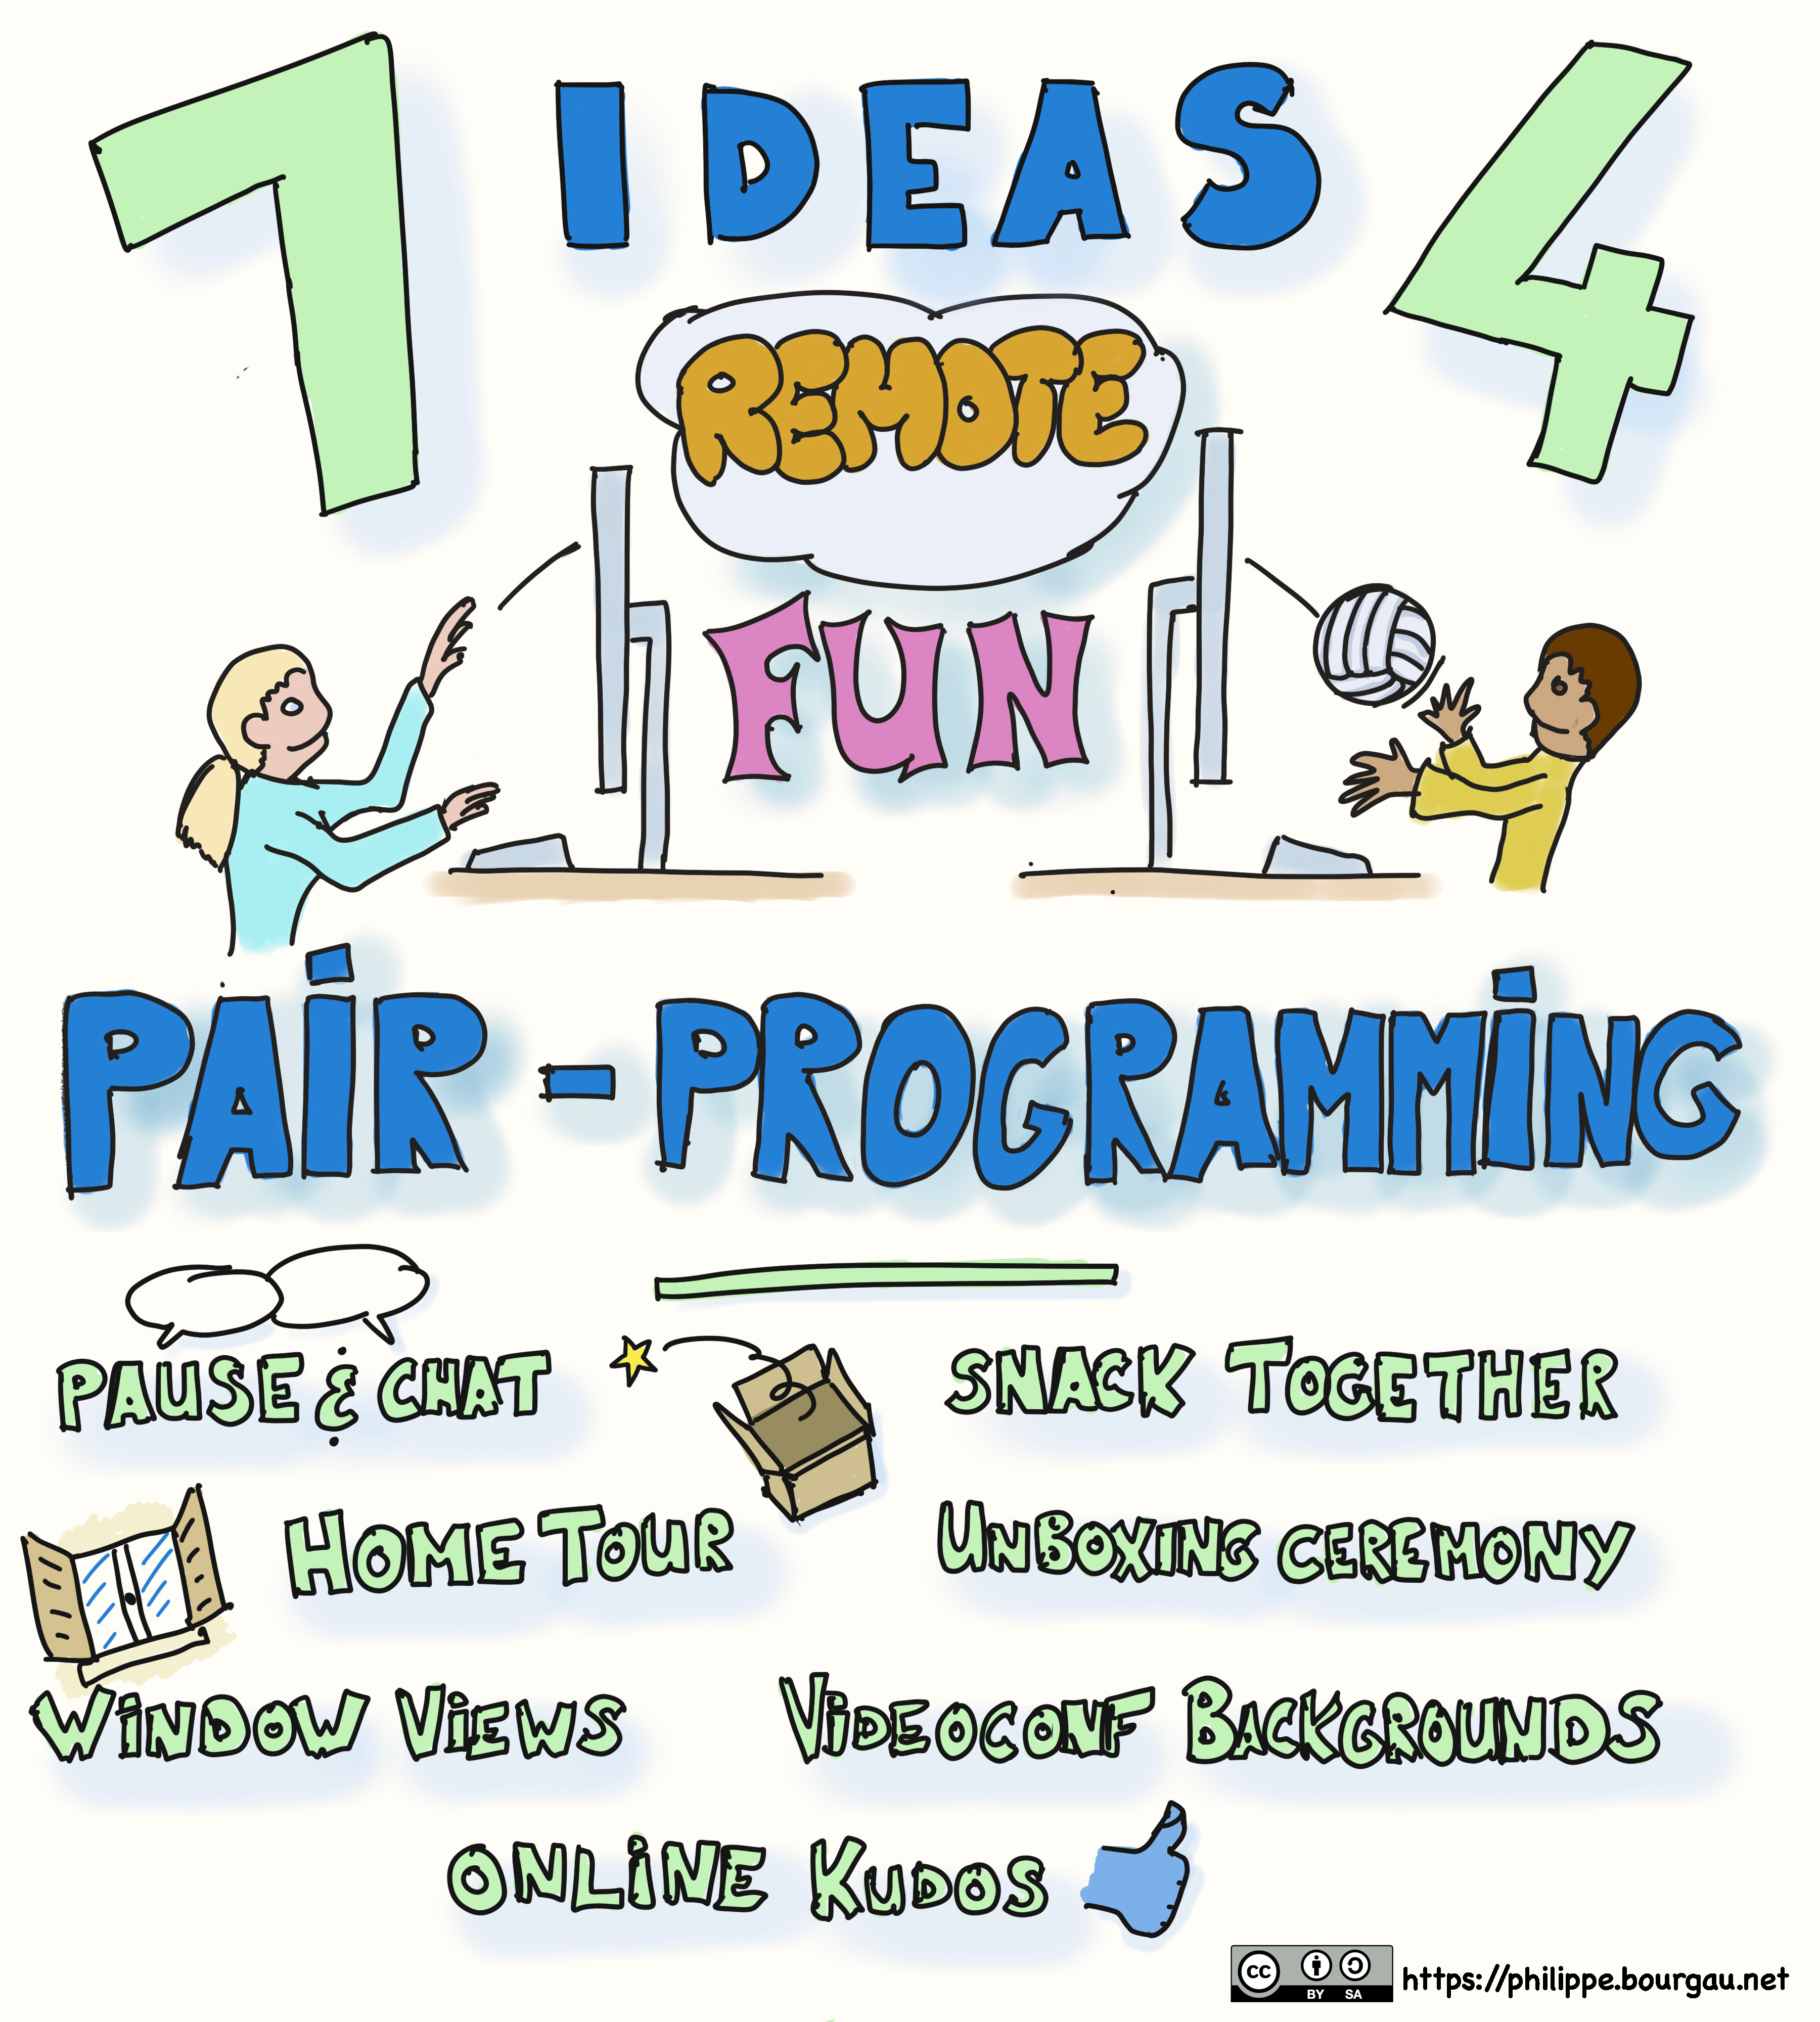 7 IDEAS 4
REMOTE
FUN
PAIR-PROGRAMMING
PAUSE & CHAT
SNACK TOGETHER
HOME TOUR
UNBOXING CEREMONY
WINDOW VIEWS
VIDEOCONF BACKGROUNDS
ONLINE KUDOS
cc BY SA
https://philippe.bourgau.net